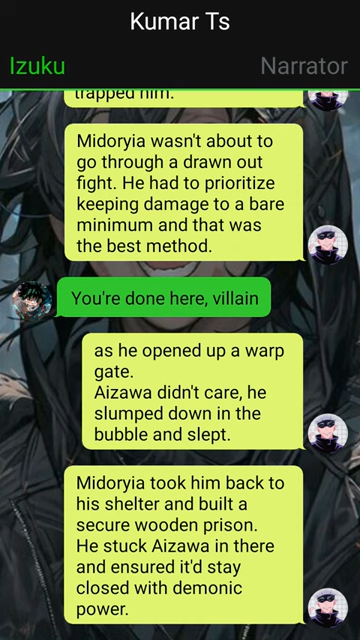 Kumar Ts
Izuku
Narrator
trapped him.
Midoryia wasn't about to
go through a drawn out
fight. He had to prioritize
keeping damage to a bare
minimum and that was
the best method.
You're done here, villain
as he opened up a warp
gate.
Aizawa didn't care, he
slumped down in the
bubble and slept.
Midoryia took him back to
his shelter and built a
secure wooden prison.
He stuck Aizawa in there
and ensured it'd stay
closed with demonic
power.